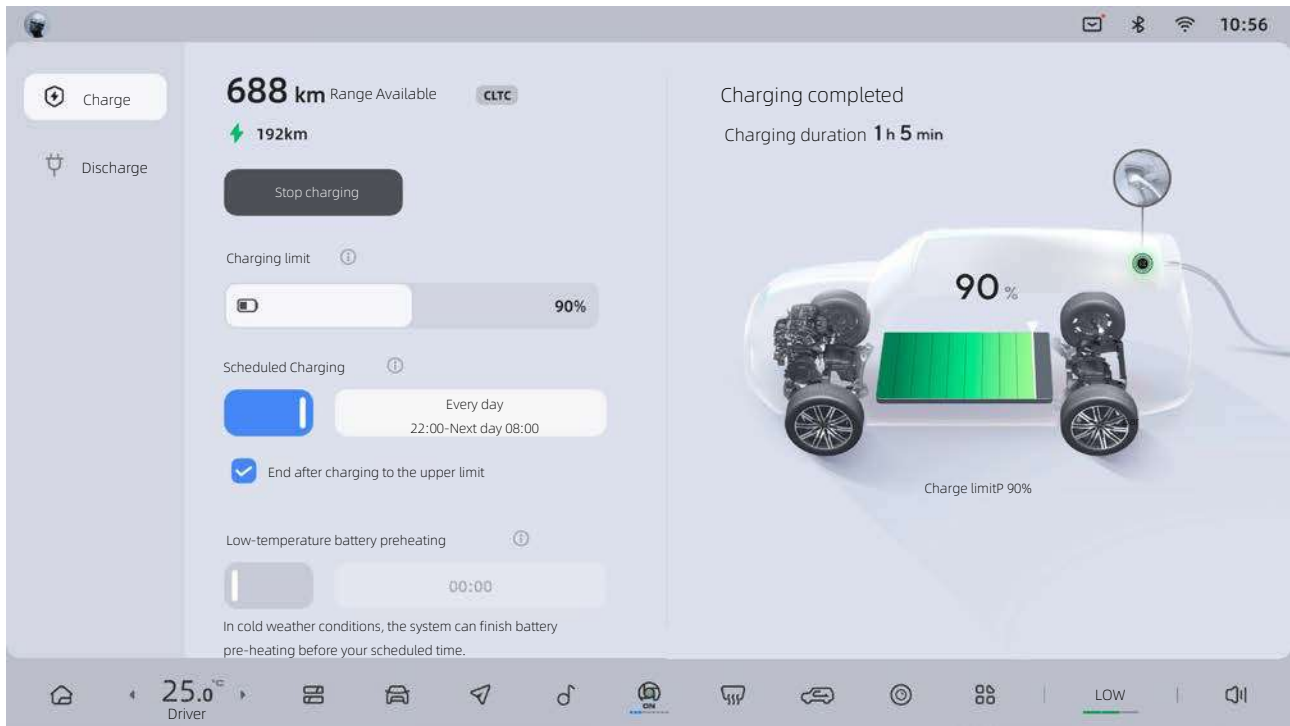 10:56
Charge
Discharge
688 km Range Available CLTC
192km
Stop charging
Charging limit
90%
Scheduled Charging
Every day
22:00-Next day 08:00
End after charging to the upper limit
Low-temperature battery preheating
00:00
In cold weather conditions, the system can finish battery
pre-heating before your scheduled time.
Charging completed
Charging duration 1 h 5 min
90 %
Charge limitP 90%
25.0°C
Driver
ON
LOW